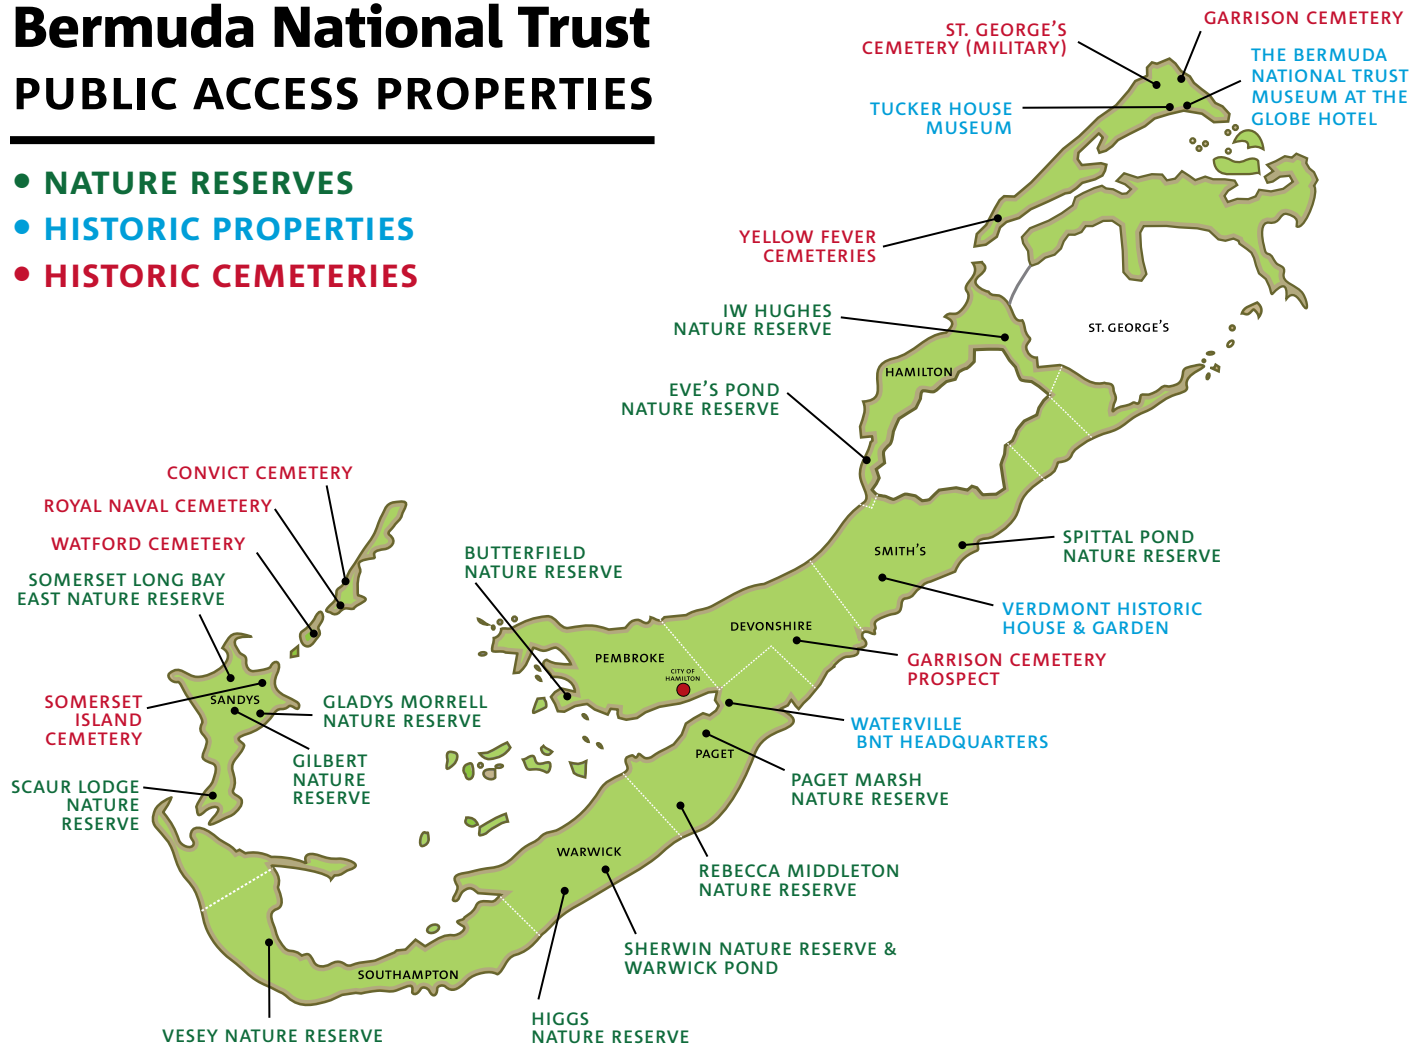 Bermuda National Trust
PUBLIC ACCESS PROPERTIES
• NATURE RESERVES
• HISTORIC PROPERTIES
• HISTORIC CEMETERIES
ST. GEORGE'S
CEMETERY (MILITARY)
GARRISON CEMETERY
THE BERMUDA
NATIONAL TRUST
MUSEUM AT THE
GLOBE HOTEL
TUCKER HOUSE
MUSEUM
YELLOW FEVER
CEMETERIES
IW HUGHES
NATURE RESERVE
ST. GEORGE'S
HAMILTON
EVE'S POND
NATURE RESERVE
CONVICT CEMETERY
ROYAL NAVAL CEMETERY
WATFORD CEMETERY
SOMERSET LONG BAY
EAST NATURE RESERVE
BUTTERFIELD
NATURE RESERVE
SMITH'S
SPITTAL POND
NATURE RESERVE
VERDMONT HISTORIC
HOUSE & GARDEN
DEVONSHIRE
GARRISON CEMETERY
PROSPECT
PEMBROKE
CITY OF
HAMILTON
SOMERSET
ISLAND
CEMETERY
SANDYS
GLADYS MORRELL
NATURE RESERVE
GILBERT
NATURE
RESERVE
WATERVILLE
BNT HEADQUARTERS
PAGET
PAGET MARSH
NATURE RESERVE
SCAUR LODGE
NATURE
RESERVE
WARWICK
REBECCA MIDDLETON
NATURE RESERVE
SHERWIN NATURE RESERVE &
WARWICK POND
SOUTHAMPTON
HIGGS
NATURE RESERVE
VESEY NATURE RESERVE